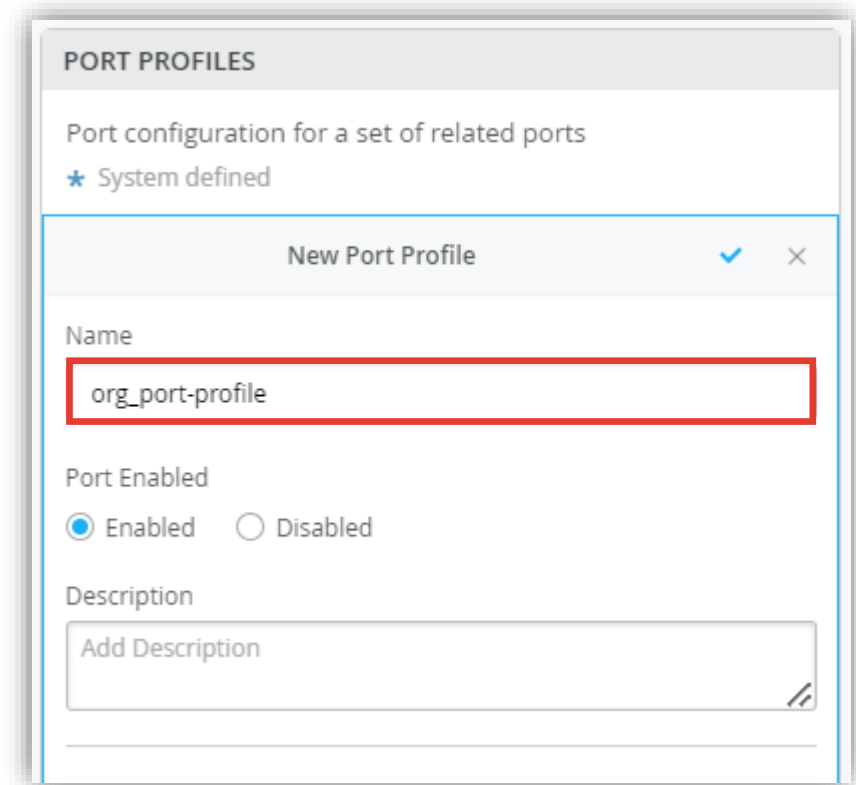 PORT PROFILES
Port configuration for a set of related ports
* System defined
New Port Profile
Name
org_port-profile
Port Enabled
Enabled Disabled
Description
Add Description